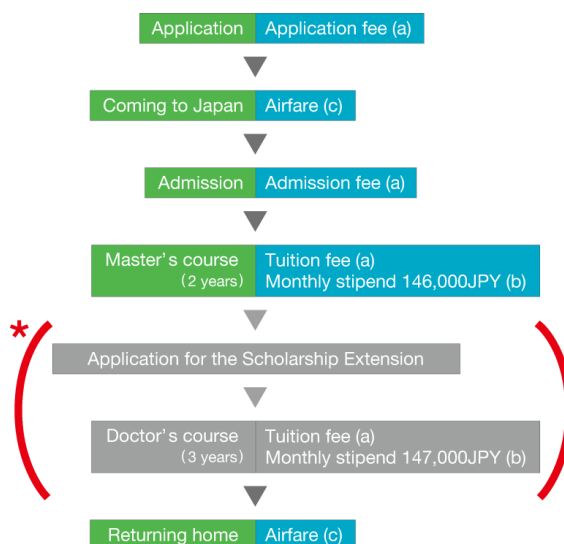 Application Application fee (a)
Coming to Japan Airfare (c)
Admission Admission fee (a)
Master's course Tuition fee (a)
(2 years) Monthly stipend 146,000JPY (b)
*
Application for the Scholarship Extension
Doctor's course Tuition fee (a)
(3 years) Monthly stipend 147,000JPY (b)
Returning home Airfare (c)